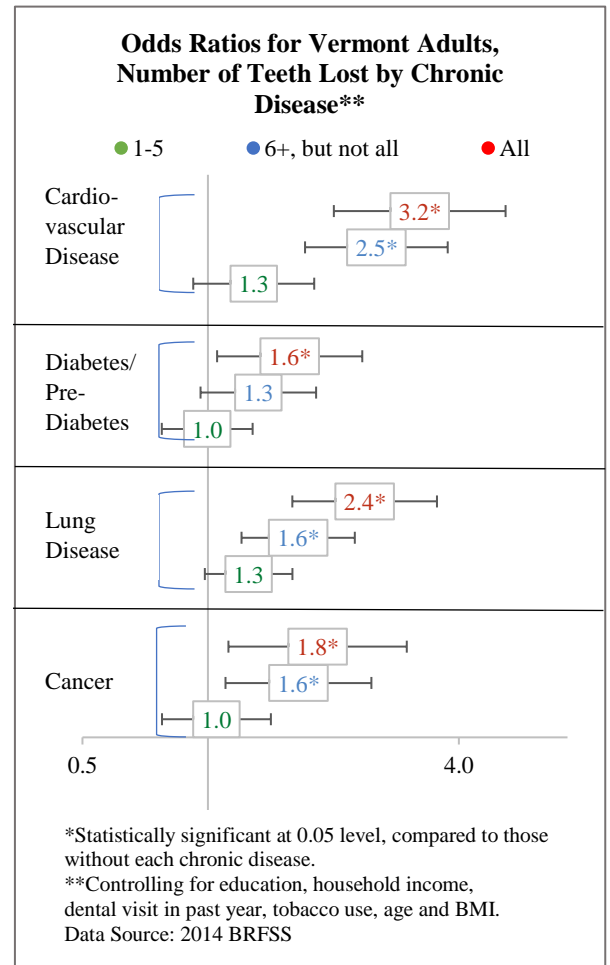 Odds Ratios for Vermont Adults,
Number of Teeth Lost by Chronic
Disease**
1-5 6+, but not all All
Cardio-
vascular
Disease
3.2*
2.5*
1.3
Diabetes/
Pre-
Diabetes
1.6*
1.3
1.0
Lung
Disease
2.4*
1.6*
1.3
Cancer
1.8*
1.6*
1.0
0.5 4.0
*Statistically significant at 0.05 level, compared to those
without each chronic disease.
**Controlling for education, household income,
dental visit in past year, tobacco use, age and BMI.
Data Source: 2014 BRFSS